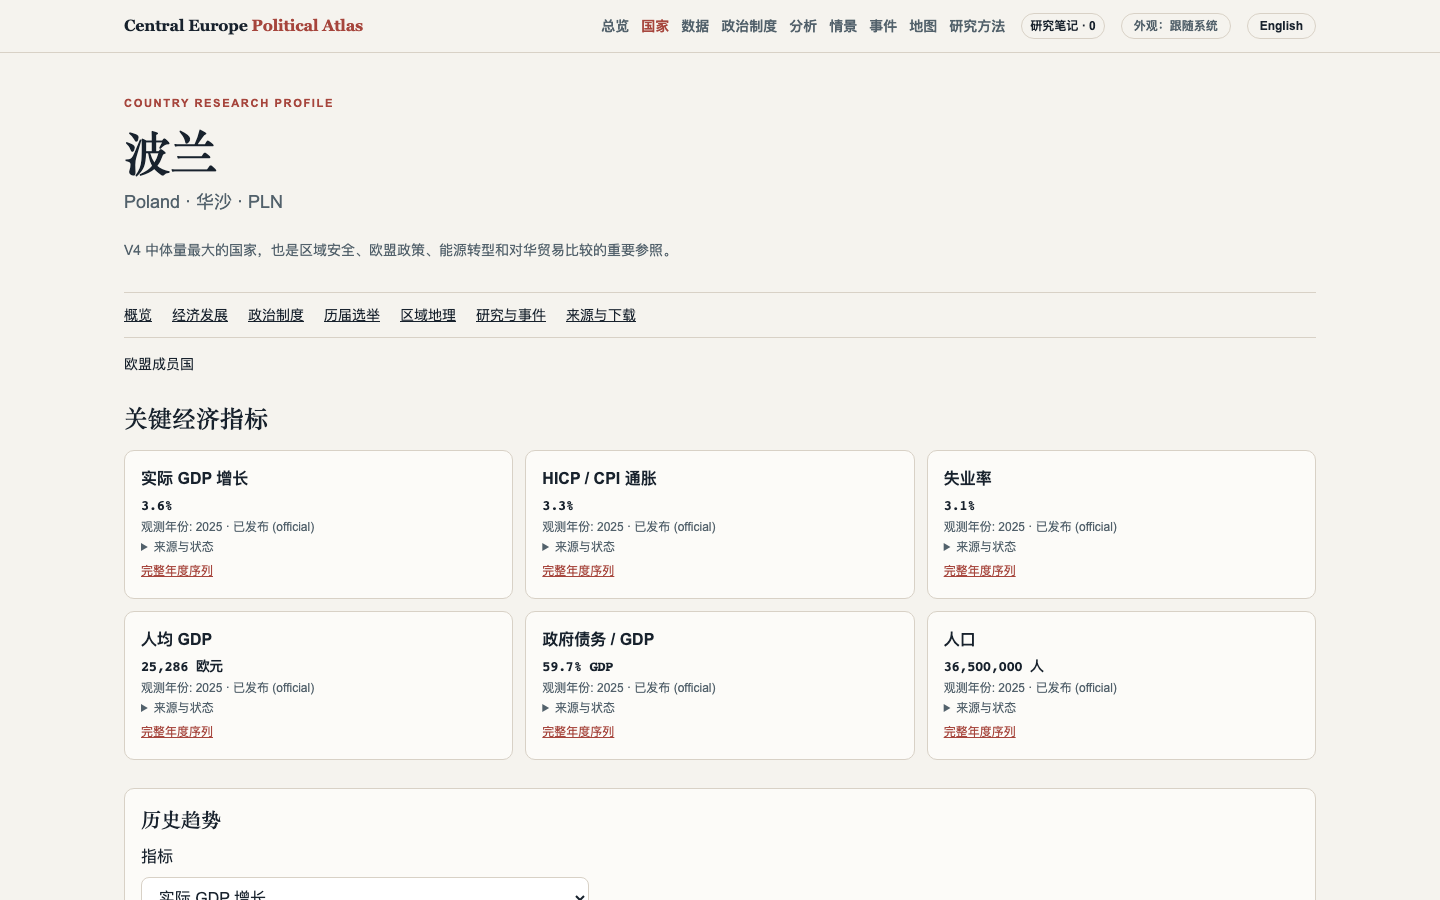 Central Europe Political Atlas
总览 国家 数据 政治制度 分析 情景 事件 地图 研究方法 研究笔记 · 0 外观：跟随系统 English
COUNTRY RESEARCH PROFILE
波兰
Poland · 华沙 · PLN
V4 中体量最大的国家，也是区域安全、欧盟政策、能源转型和对华贸易比较的重要参照。
概览 经济发展 政治制度 历届选举 区域地理 研究与事件 来源与下载
欧盟成员国
关键经济指标
实际 GDP 增长
3.6%
观测年份: 2025 · 已发布 (official)
来源与状态
完整年度序列
HICP / CPI 通胀
3.3%
观测年份: 2025 · 已发布 (official)
来源与状态
完整年度序列
失业率
3.1%
观测年份: 2025 · 已发布 (official)
来源与状态
完整年度序列
人均 GDP
25,286 欧元
观测年份: 2025 · 已发布 (official)
来源与状态
完整年度序列
政府债务 / GDP
59.7% GDP
观测年份: 2025 · 已发布 (official)
来源与状态
完整年度序列
人口
36,500,000 人
观测年份: 2025 · 已发布 (official)
来源与状态
完整年度序列
历史趋势
指标
实际 GDP 增长